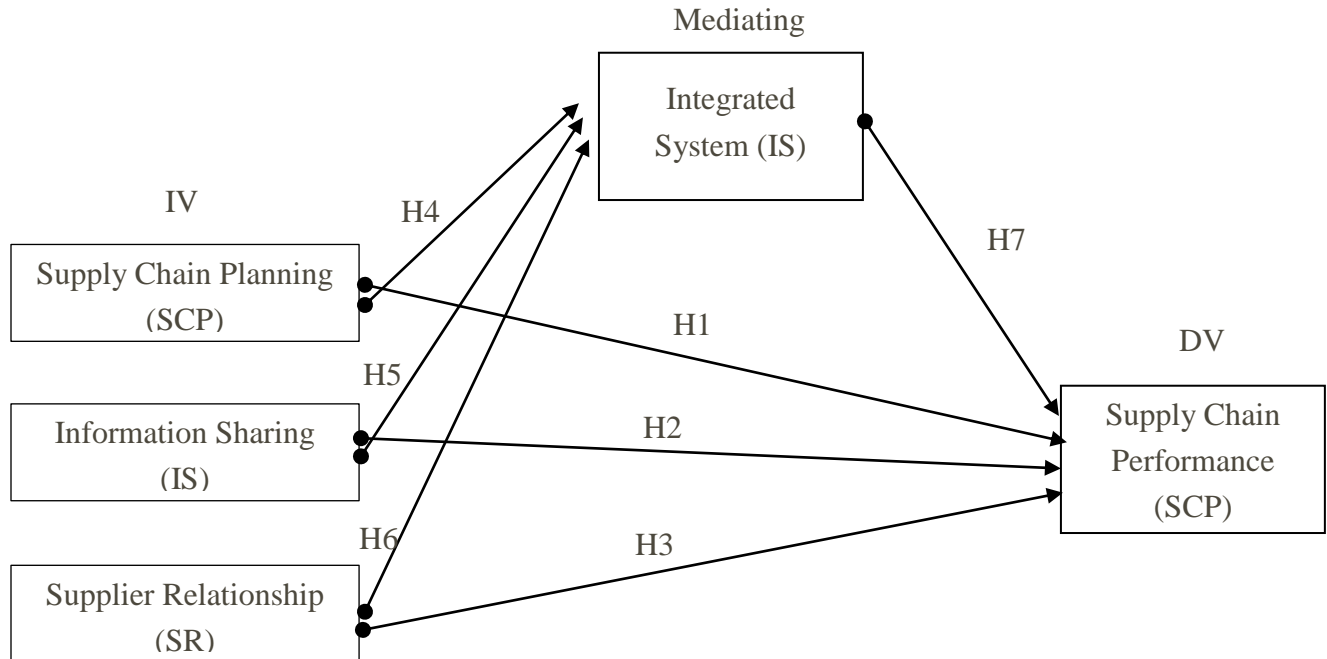 Mediating
Integrated
System (IS)
IV
H4
H7
Supply Chain Planning
(SCP)
H1
DV
H5
Supply Chain
Performance
(SCP)
Information Sharing
(IS)
H2
H6
H3
Supplier Relationship
(SR)